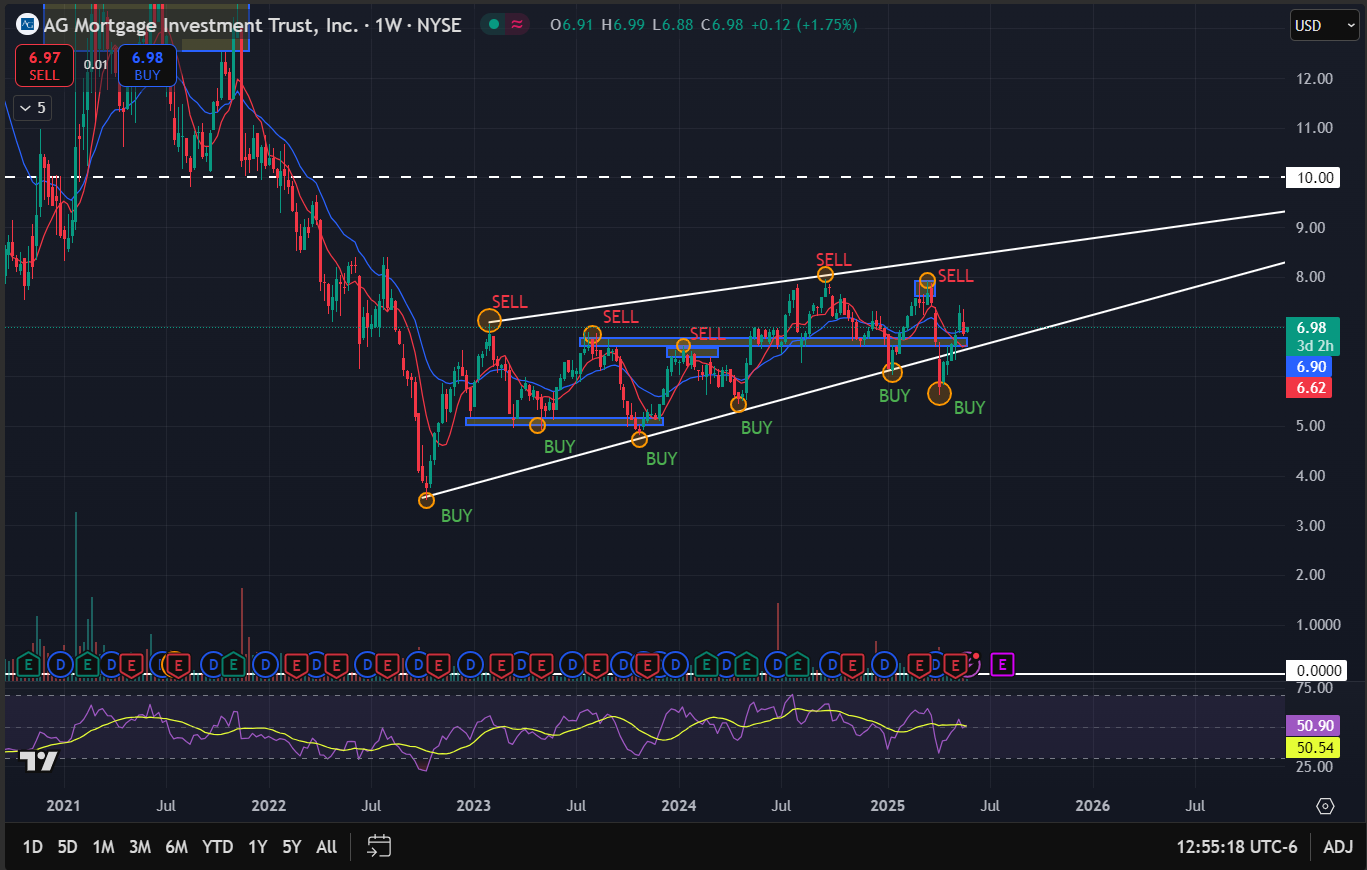 AG Mortgage Investment Trust, Inc. · 1W · NYSE
O6.91 H6.99 L6.88 C6.98 +0.12 (+1.75%)
USD
6.97
SELL
0.01
6.98
BUY
5
12.00
11.00
10.00
9.00
8.00
6.98
3d 2h
6.90
6.62
5.00
4.00
3.00
2.00
1.0000
0.0000
75.00
50.90
50.54
25.00
SELL
SELL
SELL
SELL
SELL
BUY
BUY
BUY
BUY
BUY
BUY
E D E D E E D E D E D E D E D E D E D E D E D E D E D E D E D E D E D E E
2021 Jul 2022 Jul 2023 Jul 2024 Jul 2025 Jul 2026 Jul
1D 5D 1M 3M 6M YTD 1Y 5Y All
12:55:18 UTC-6
ADJ